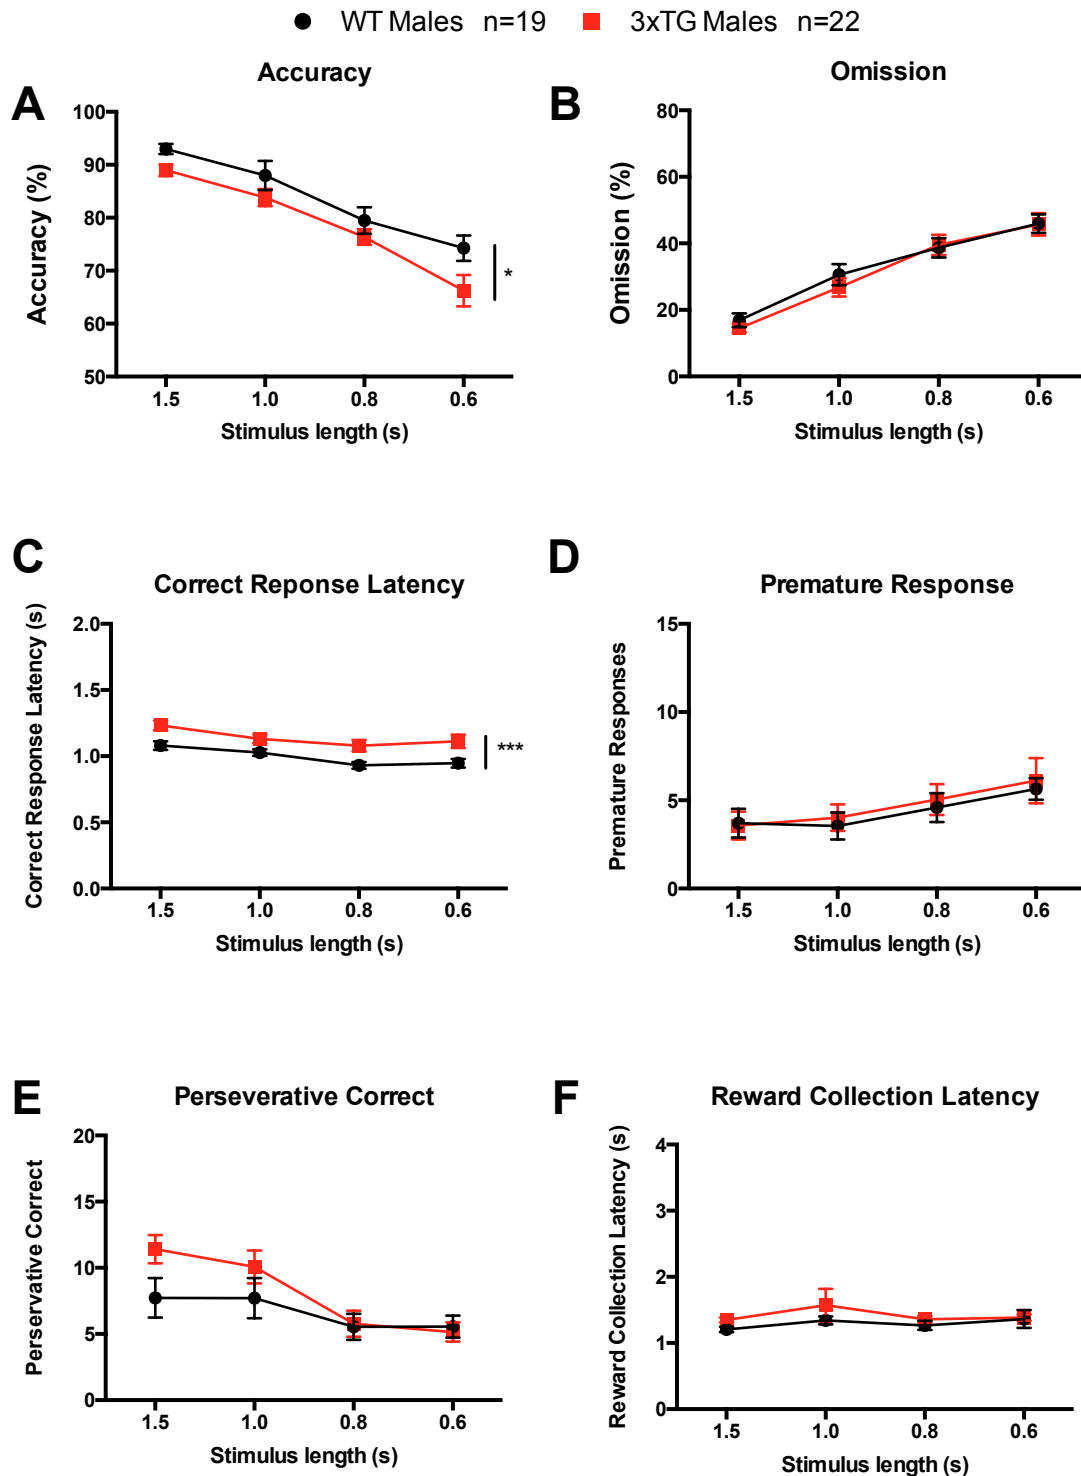 WT Males n=19 3xTG Males n=22
A
Accuracy
Accuracy (%)
100
90
80
70
60
50
*
1.5 1.0 0.8 0.6
Stimulus length (s)
B
Omission
Omission (%)
80
60
40
20
0
1.5 1.0 0.8 0.6
Stimulus length (s)
C
Correct Reponse Latency
Correct Response Latency (s)
2.0
1.5
1.0
0.5
0.0
***
1.5 1.0 0.8 0.6
Stimulus length (s)
D
Premature Response
Premature Responses
15
10
5
0
1.5 1.0 0.8 0.6
Stimulus length (s)
E
Perseverative Correct
Perservative Correct
20
15
10
5
0
1.5 1.0 0.8 0.6
Stimulus length (s)
F
Reward Collection Latency
Reward Collection Latency (s)
4
3
2
1
0
1.5 1.0 0.8 0.6
Stimulus length (s)